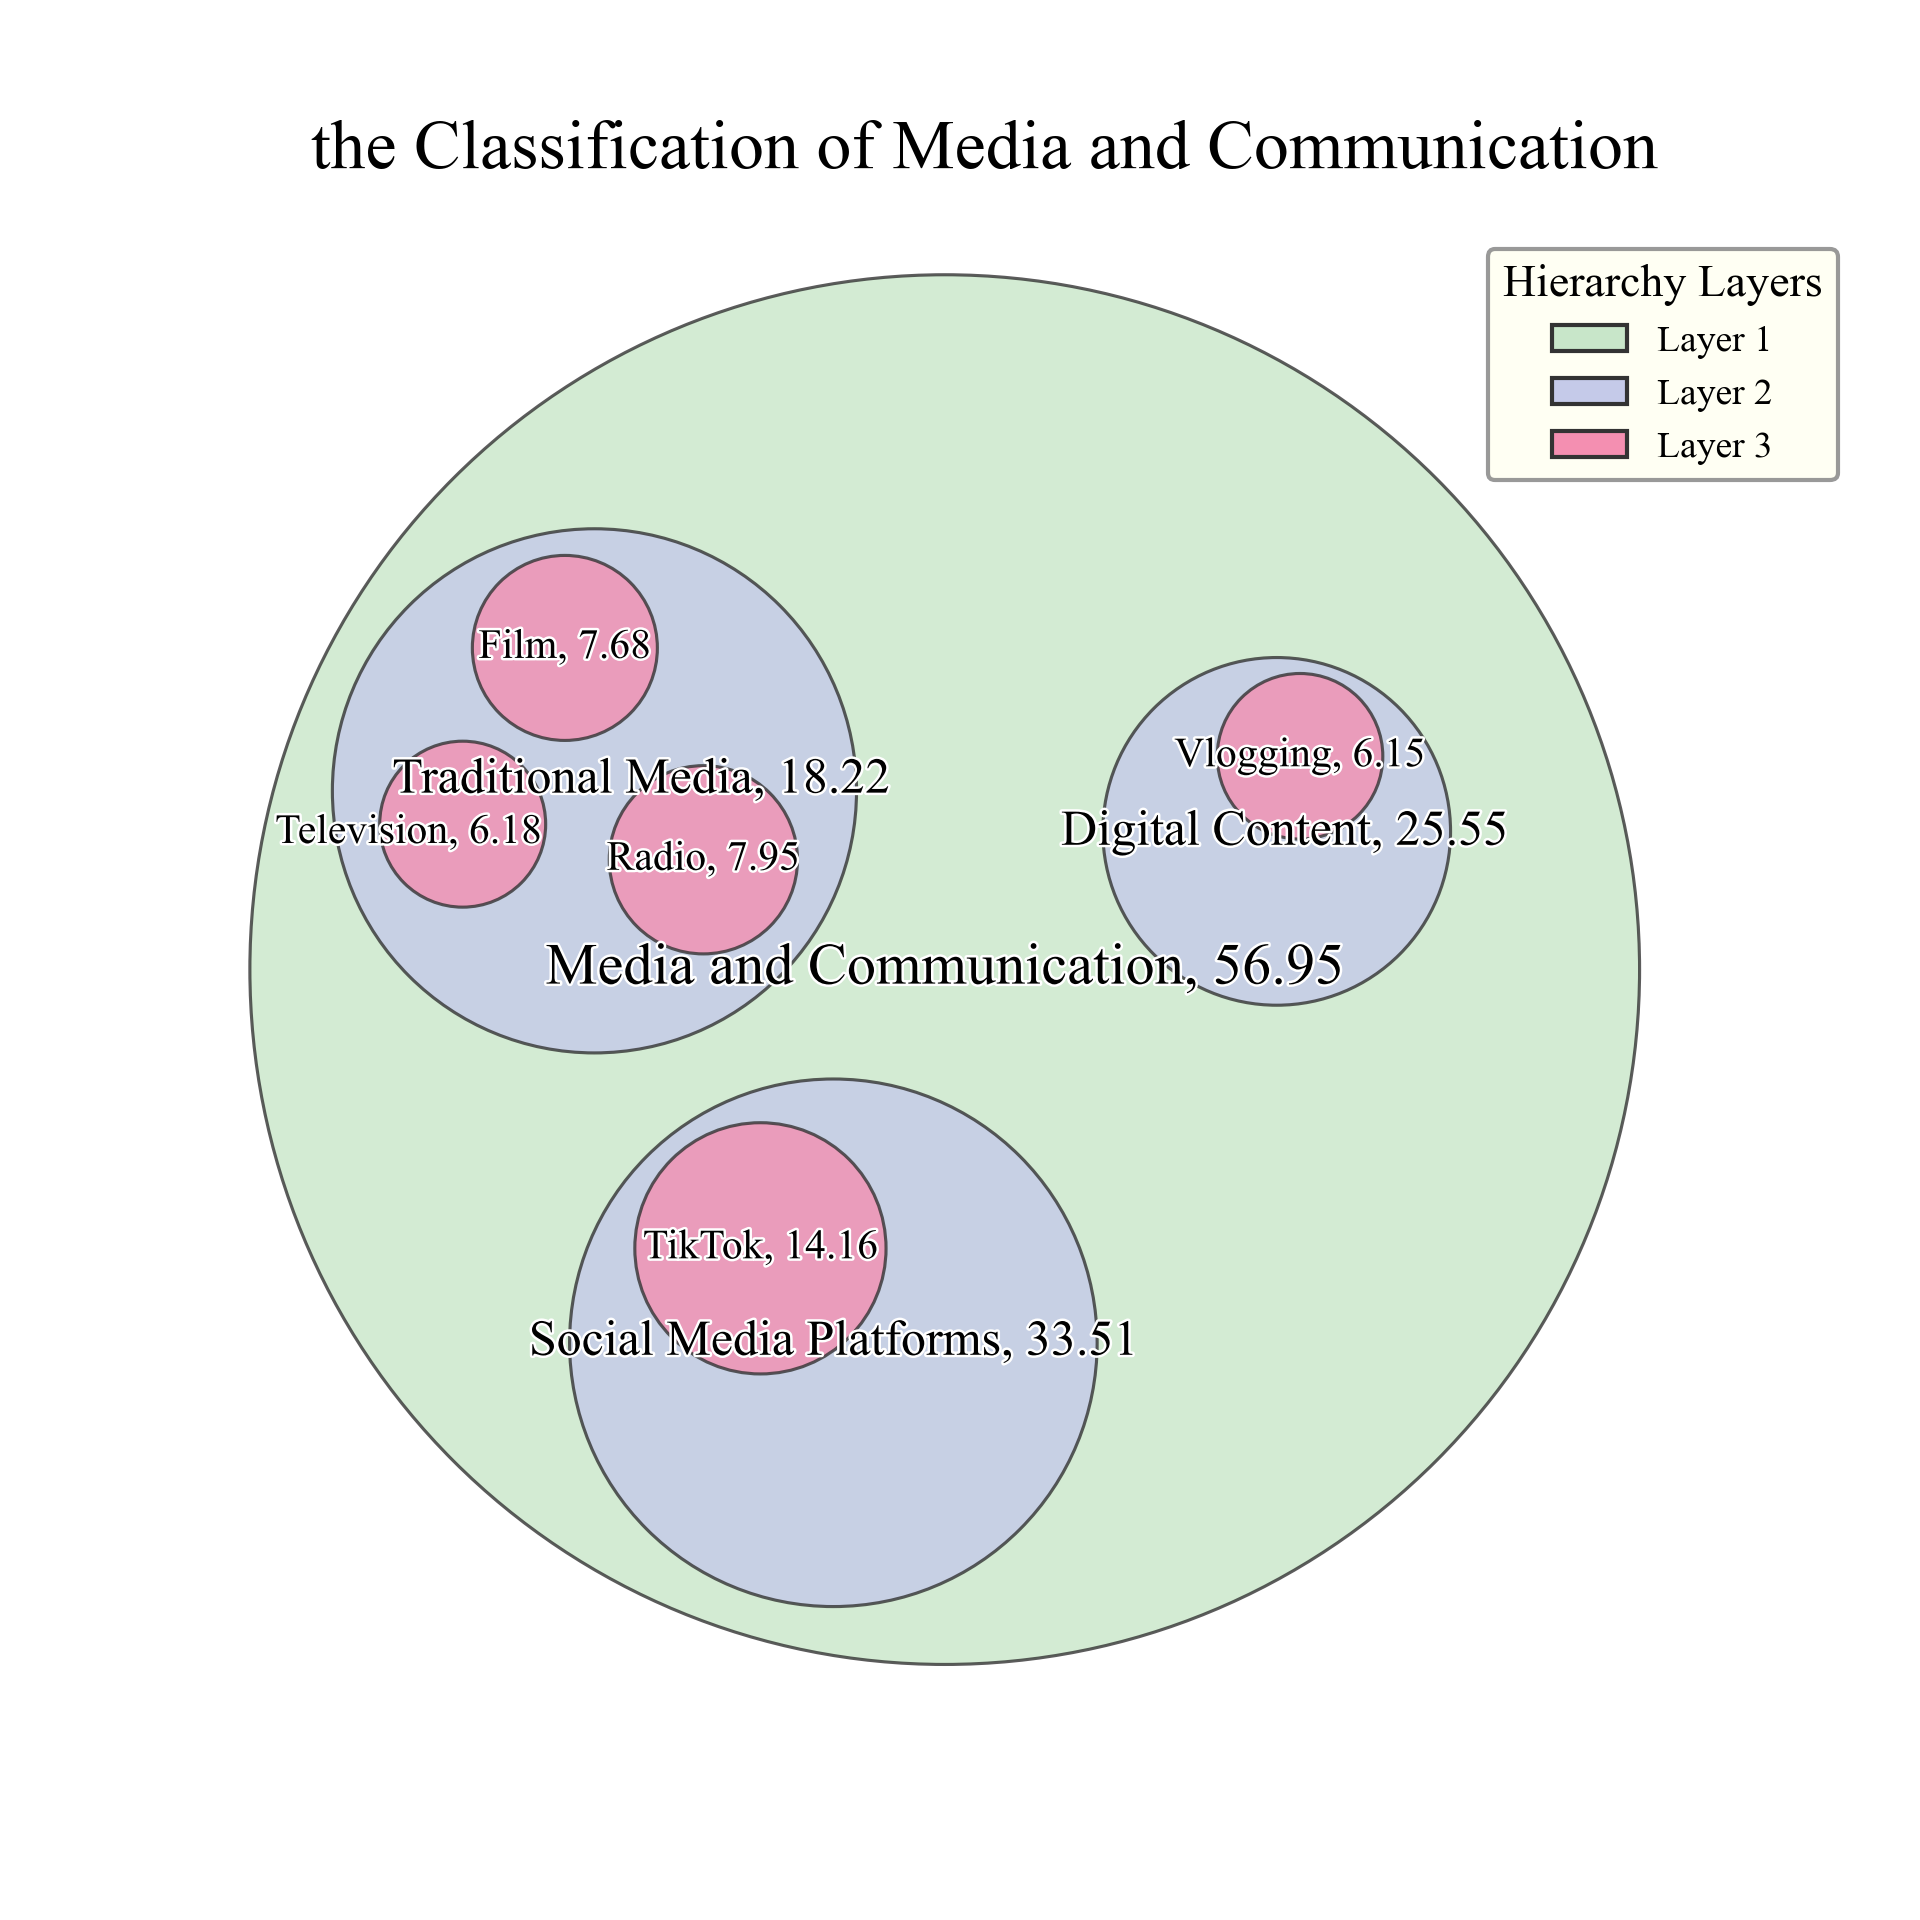 the Classification of Media and Communication
Hierarchy Layers
Layer 1
Layer 2
Layer 3
Film, 7.68
Vlogging, 6.15
Traditional Media, 18.22
Television, 6.18
Digital Content, 25.55
Radio, 7.95
Media and Communication, 56.95
TikTok, 14.16
Social Media Platforms, 33.51